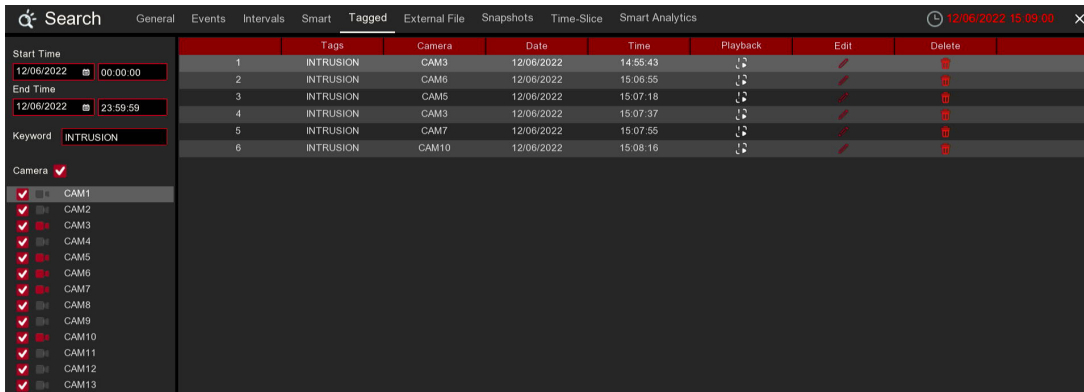 Search General Events Intervals Smart Tagged External File Snapshots Time-Slice Smart Analytics 12/06/2022 15:09:00
Start Time
12/06/2022 00:00:00
End Time
12/06/2022 23:59:59
Keyword INTRUSION
Camera
CAM1
CAM2
CAM3
CAM4
CAM5
CAM6
CAM7
CAM8
CAM9
CAM10
CAM11
CAM12
CAM13
Tags Camera Date Time Playback Edit Delete
1 INTRUSION CAM3 12/06/2022 14:55:43
2 INTRUSION CAM6 12/06/2022 15:06:55
3 INTRUSION CAM5 12/06/2022 15:07:18
4 INTRUSION CAM3 12/06/2022 15:07:37
5 INTRUSION CAM7 12/06/2022 15:07:55
6 INTRUSION CAM10 12/06/2022 15:08:16